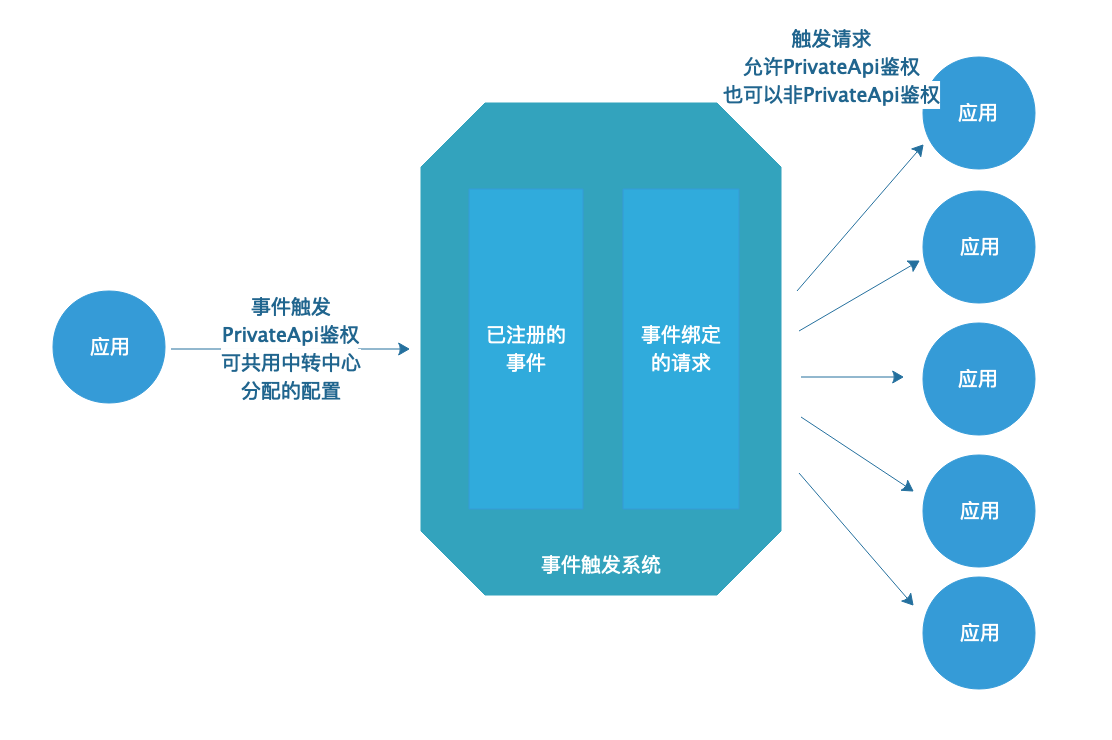 触发请求
允许PrivateApi鉴权
也可以非PrivateApi鉴权
应用
应用
事件触发
PrivateApi鉴权
可共用中转中心
分配的配置
应用
已注册的
事件
事件绑定
的请求
应用
应用
事件触发系统
应用